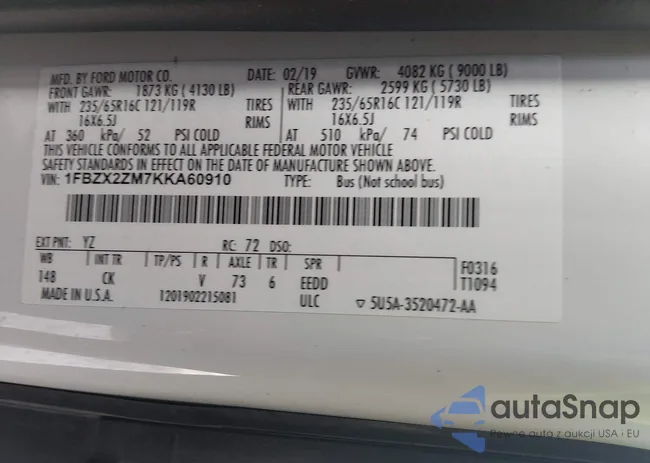 MFD. BY FORD MOTOR CO. DATE: 02/19 GVWR: 4082 KG ( 9000 LB)
FRONT GAWR: 1873 KG ( 4130 LB) REAR GAWR: 2599 KG ( 5730 LB)
WITH 235/65R16C 121/119R TIRES WITH 235/65R16C 121/119R TIRES
16X6.5J RIMS 16X6.5J RIMS
AT 360 kPa/ 52 PSI COLD AT 510 kPa/ 74 PSI COLD
THIS VEHICLE CONFORMS TO ALL APPLICABLE FEDERAL MOTOR VEHICLE
SAFETY STANDARDS IN EFFECT ON THE DATE OF MANUFACTURE SHOWN ABOVE.
VIN: 1FBZX2ZM7KKA60910 TYPE: Bus (Not school bus)
EXT PNT: YZ RC: 72 DSO:
WB INT TR TP/PS R AXLE TR SPR F0316
148 CK V 73 6 EEDD T1094
MADE IN U.S.A. 1201902215081 ULC ▽ 5U5A-3520472-AA
autaSnap
Pewne auta z aukcji USA i EU